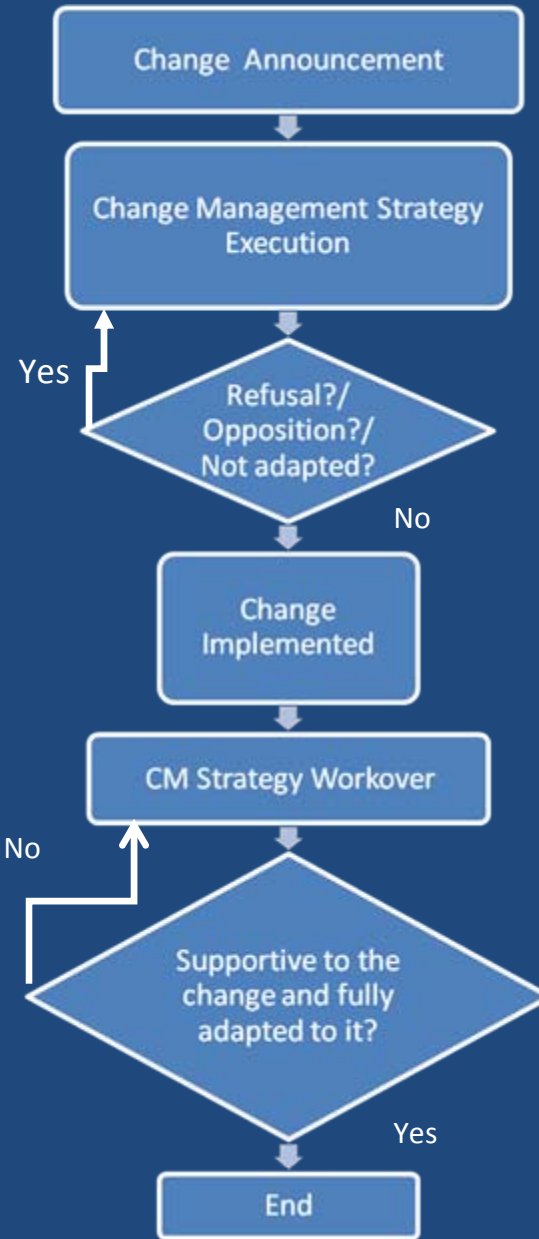 Change Announcement
Change Management Strategy
Execution
Yes
Refusal?/
Opposition?/
Not adapted?
No
Change
Implemented
CM Strategy Workover
No
Supportive to the
change and fully
adapted to it?
Yes
End